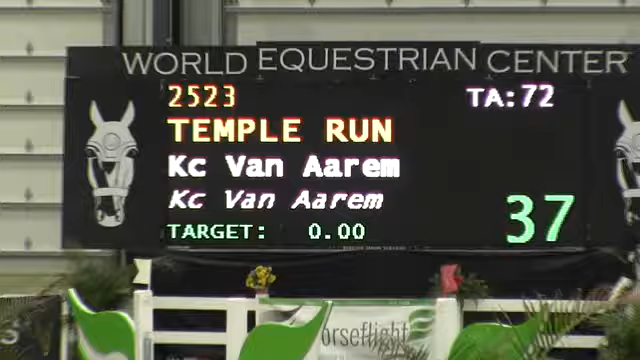 WORLD EQUESTRIAN CENTER
2523 TA:72
TEMPLE RUN
Kc Van Aarem
Kc Van Aarem
TARGET: 0.00 37
orseflight